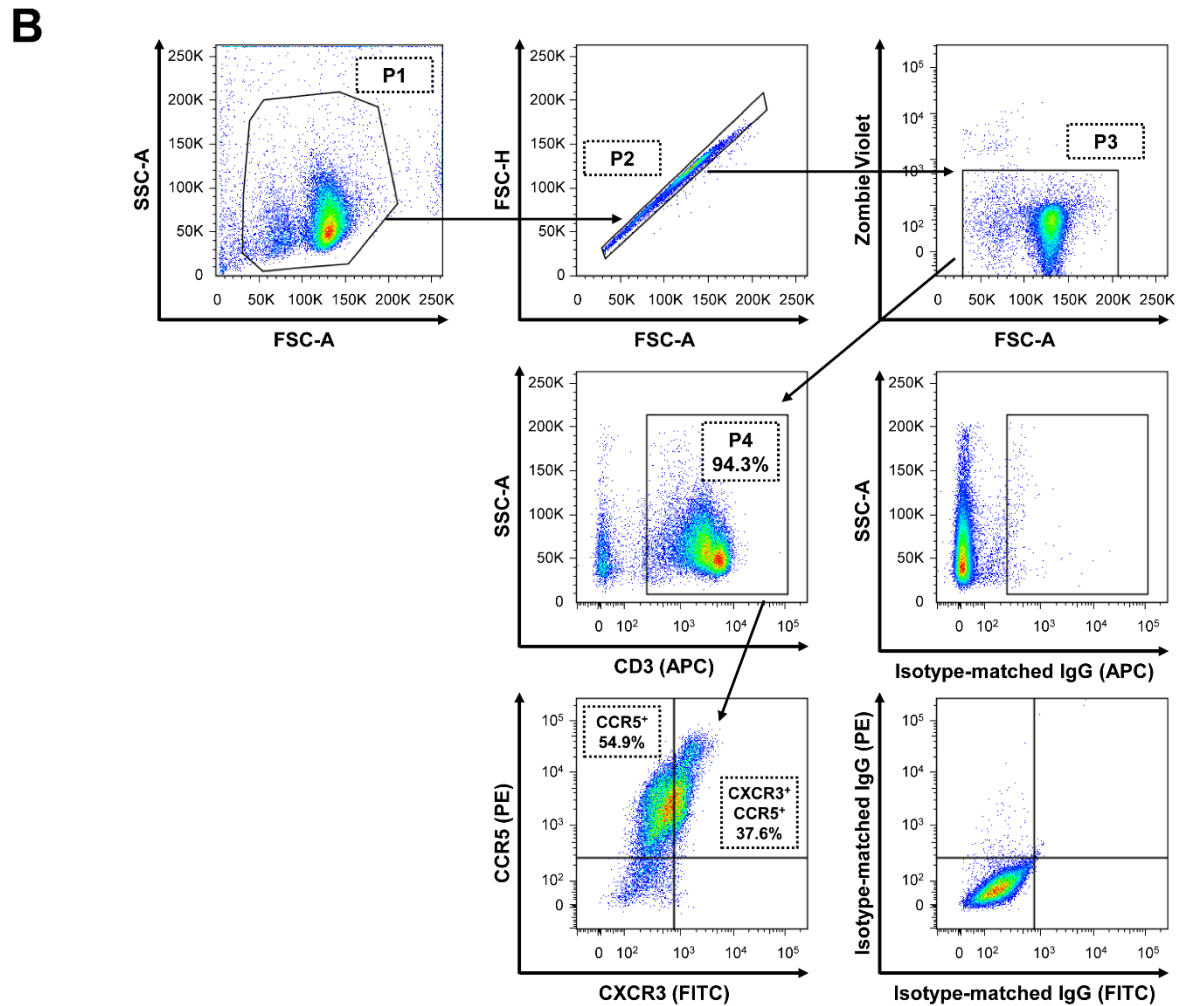 B
250K
200K
150K
100K
50K
0
SSC-A
P1
0 50K 100K 150K 200K 250K
FSC-A
250K
200K
150K
100K
50K
0
FSC-H
P2
0 50K 100K 150K 200K 250K
FSC-A
10⁵
10⁴
10³
10²
0
Zombie Violet
P3
0 50K 100K 150K 200K 250K
FSC-A
250K
200K
150K
100K
50K
0
SSC-A
P4
94.3%
0 10² 10³ 10⁴ 10⁵
CD3 (APC)
250K
200K
150K
100K
50K
0
SSC-A
0 10² 10³ 10⁴ 10⁵
Isotype-matched IgG (APC)
10⁵
10⁴
10³
10²
0
CCR5 (PE)
CCR5⁺
54.9%
CXCR3⁺
CCR5⁺
37.6%
0 10² 10³ 10⁴ 10⁵
CXCR3 (FITC)
10⁵
10⁴
10³
10²
0
Isotype-matched IgG (PE)
0 10² 10³ 10⁴ 10⁵
Isotype-matched IgG (FITC)